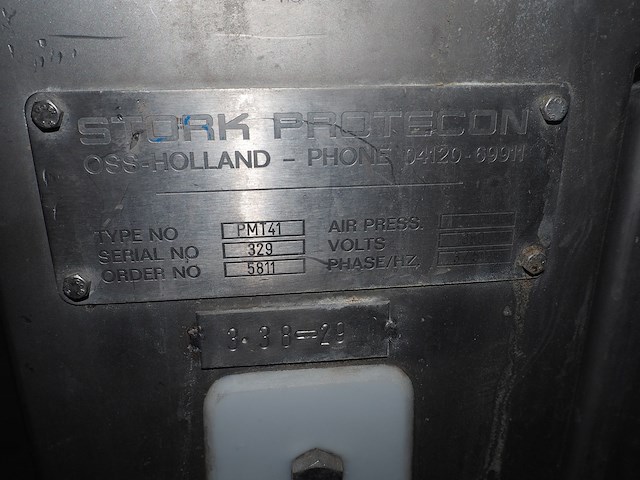 STORK PROTECON
OSS-HOLLAND - PHONE 04120-69911
TYPE NO PMT41 AIR PRESS.
SERIAL NO 329 VOLTS
ORDER NO 5811 PHASE/HZ.
3.38-29